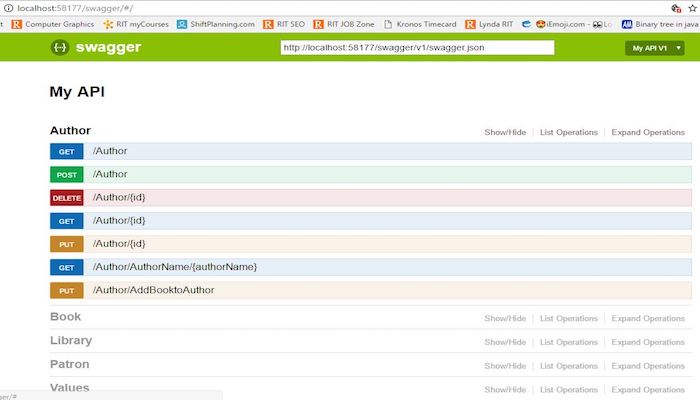 localhost:58177/swagger/#/
Computer Graphics RIT myCourses ShiftPlanning.com RIT SEO RIT JOB Zone Kronos Timecard Lynda RIT iEmoji.com Lo Binary tree in java
swagger http://localhost:58177/swagger/v1/swagger.json My API V1
My API
Author Show/Hide List Operations Expand Operations
GET /Author
POST /Author
DELETE /Author/{id}
GET /Author/{id}
PUT /Author/{id}
GET /Author/AuthorName/{authorName}
PUT /Author/AddBooktoAuthor
Book Show/Hide List Operations Expand Operations
Library Show/Hide List Operations Expand Operations
Patron Show/Hide List Operations Expand Operations
Values Show/Hide List Operations Expand Operations
ger/#